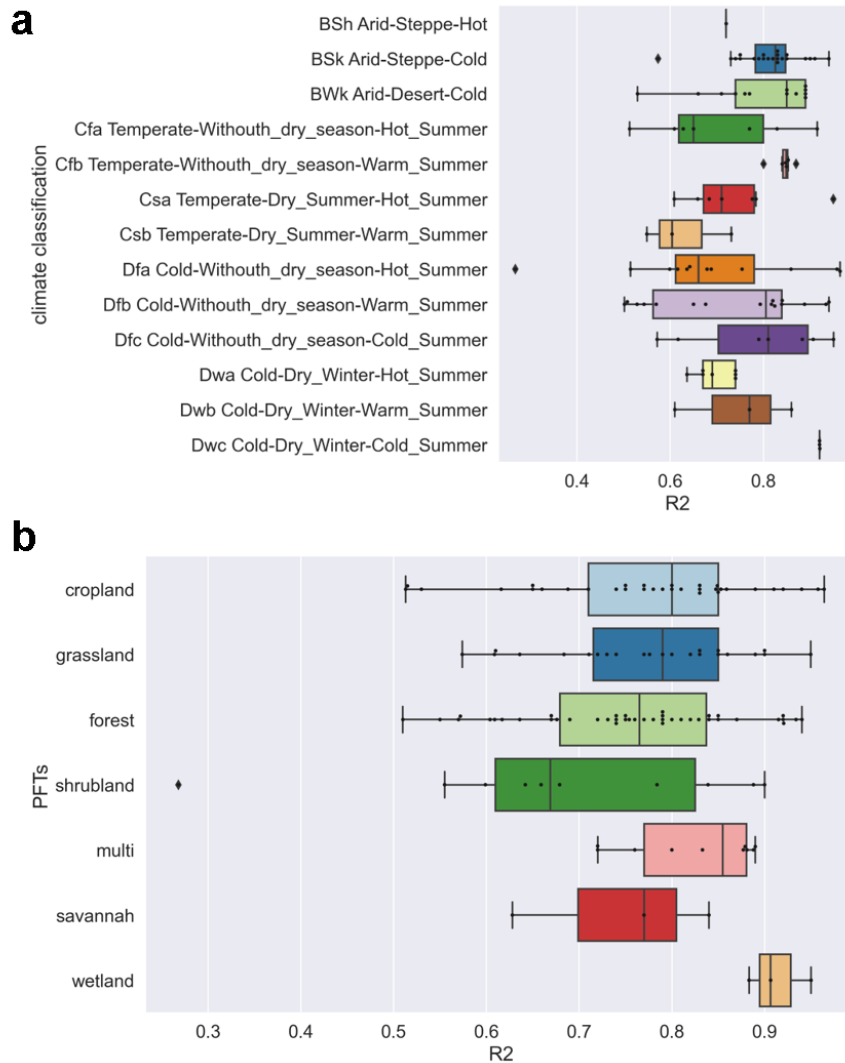 a
climate classification
BSh Arid-Steppe-Hot
BSk Arid-Steppe-Cold
BWk Arid-Desert-Cold
Cfa Temperate-Withouth_dry_season-Hot_Summer
Cfb Temperate-Withouth_dry_season-Warm_Summer
Csa Temperate-Dry_Summer-Hot_Summer
Csb Temperate-Dry_Summer-Warm_Summer
Dfa Cold-Withouth_dry_season-Hot_Summer
Dfb Cold-Withouth_dry_season-Warm_Summer
Dfc Cold-Withouth_dry_season-Cold_Summer
Dwa Cold-Dry_Winter-Hot_Summer
Dwb Cold-Dry_Winter-Warm_Summer
Dwc Cold-Dry_Winter-Cold_Summer
0.4 0.6 0.8
R2
b
PFTs
cropland
grassland
forest
shrubland
multi
savannah
wetland
0.3 0.4 0.5 0.6 0.7 0.8 0.9
R2